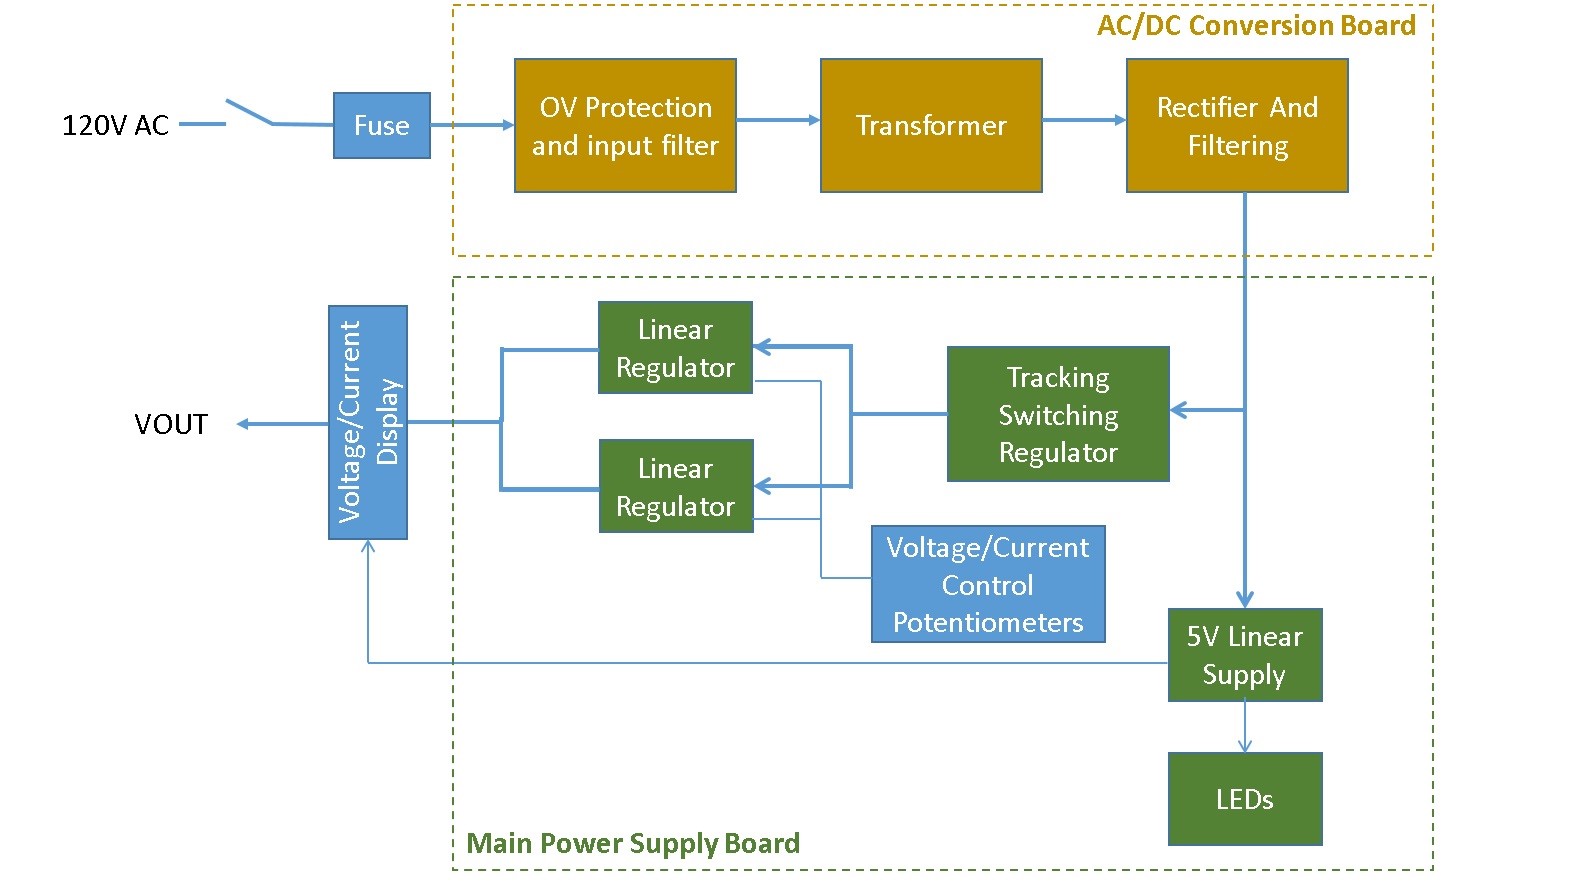 AC/DC Conversion Board
120V AC
Fuse
OV Protection
and input filter
Transformer
Rectifier And
Filtering
Voltage/Current
Display
VOUT
Linear
Regulator
Linear
Regulator
Tracking
Switching
Regulator
Voltage/Current
Control
Potentiometers
5V Linear
Supply
LEDs
Main Power Supply Board